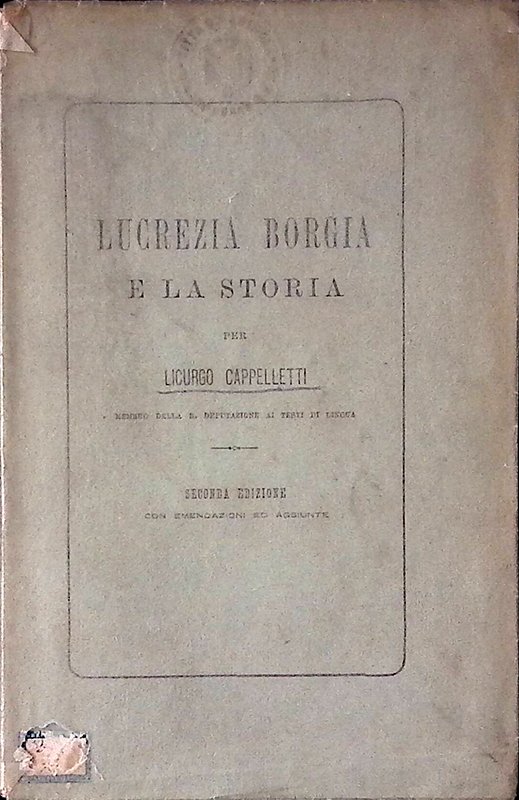 LUCREZIA BORGIA
E LA STORIA
PER
LICURGO CAPPELLETTI
MEMBRO DELLA R. DEPUTAZIONE AI TESTI DI LINGUA
SECONDA EDIZIONE
CON EMENDAZIONI ED AGGIUNTE